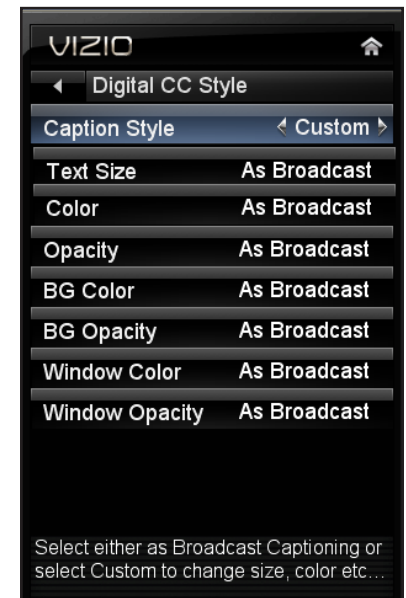 VIZIO
Digital CC Style
Caption Style Custom
Text Size As Broadcast
Color As Broadcast
Opacity As Broadcast
BG Color As Broadcast
BG Opacity As Broadcast
Window Color As Broadcast
Window Opacity As Broadcast
Select either as Broadcast Captioning or
select Custom to change size, color etc...